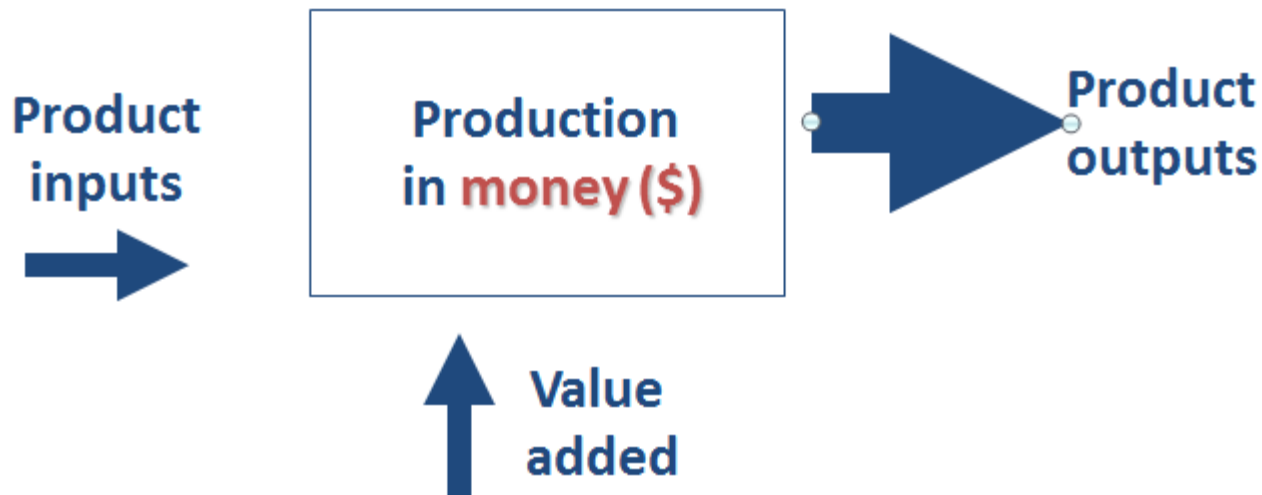 Product
inputs
Production
in money ($)
Product
outputs
Value
added